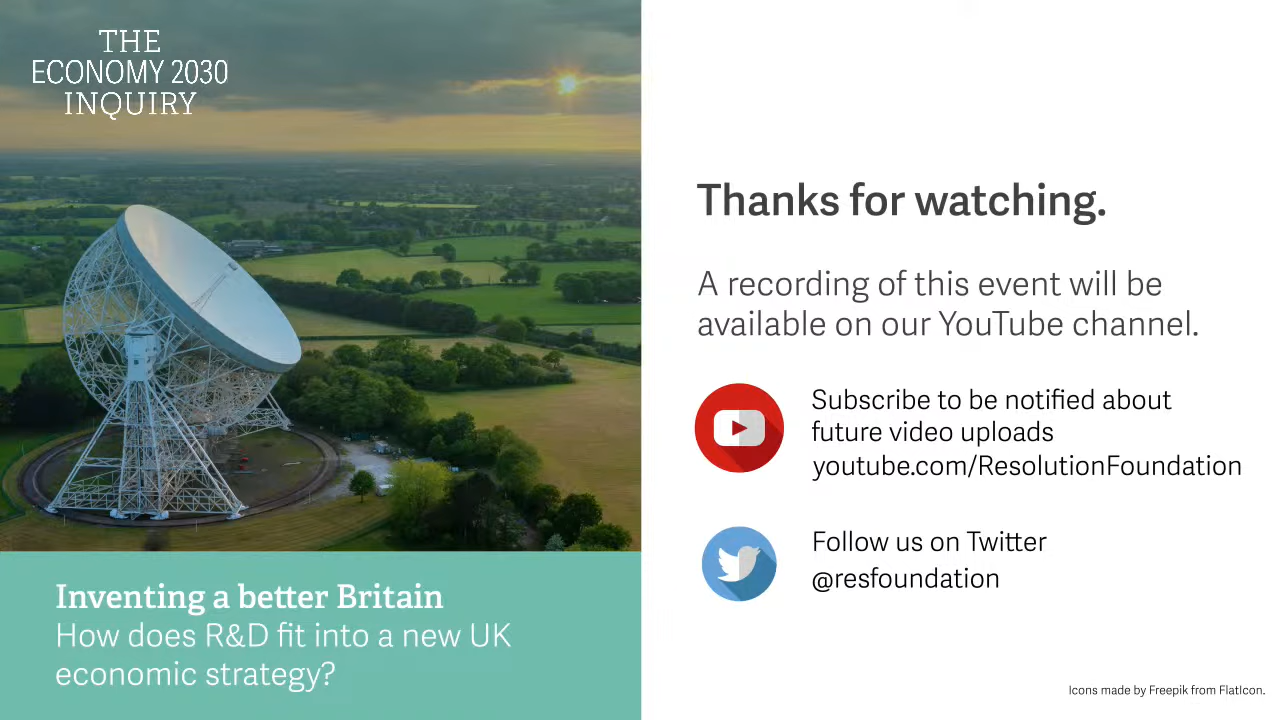 THE
ECONOMY 2030
INQUIRY
Inventing a better Britain
How does R&D fit into a new UK
economic strategy?
Thanks for watching.
A recording of this event will be
available on our YouTube channel.
Subscribe to be notified about
future video uploads
youtube.com/ResolutionFoundation
Follow us on Twitter
@resfoundation
Icons made by Freepik from FlatIcon.